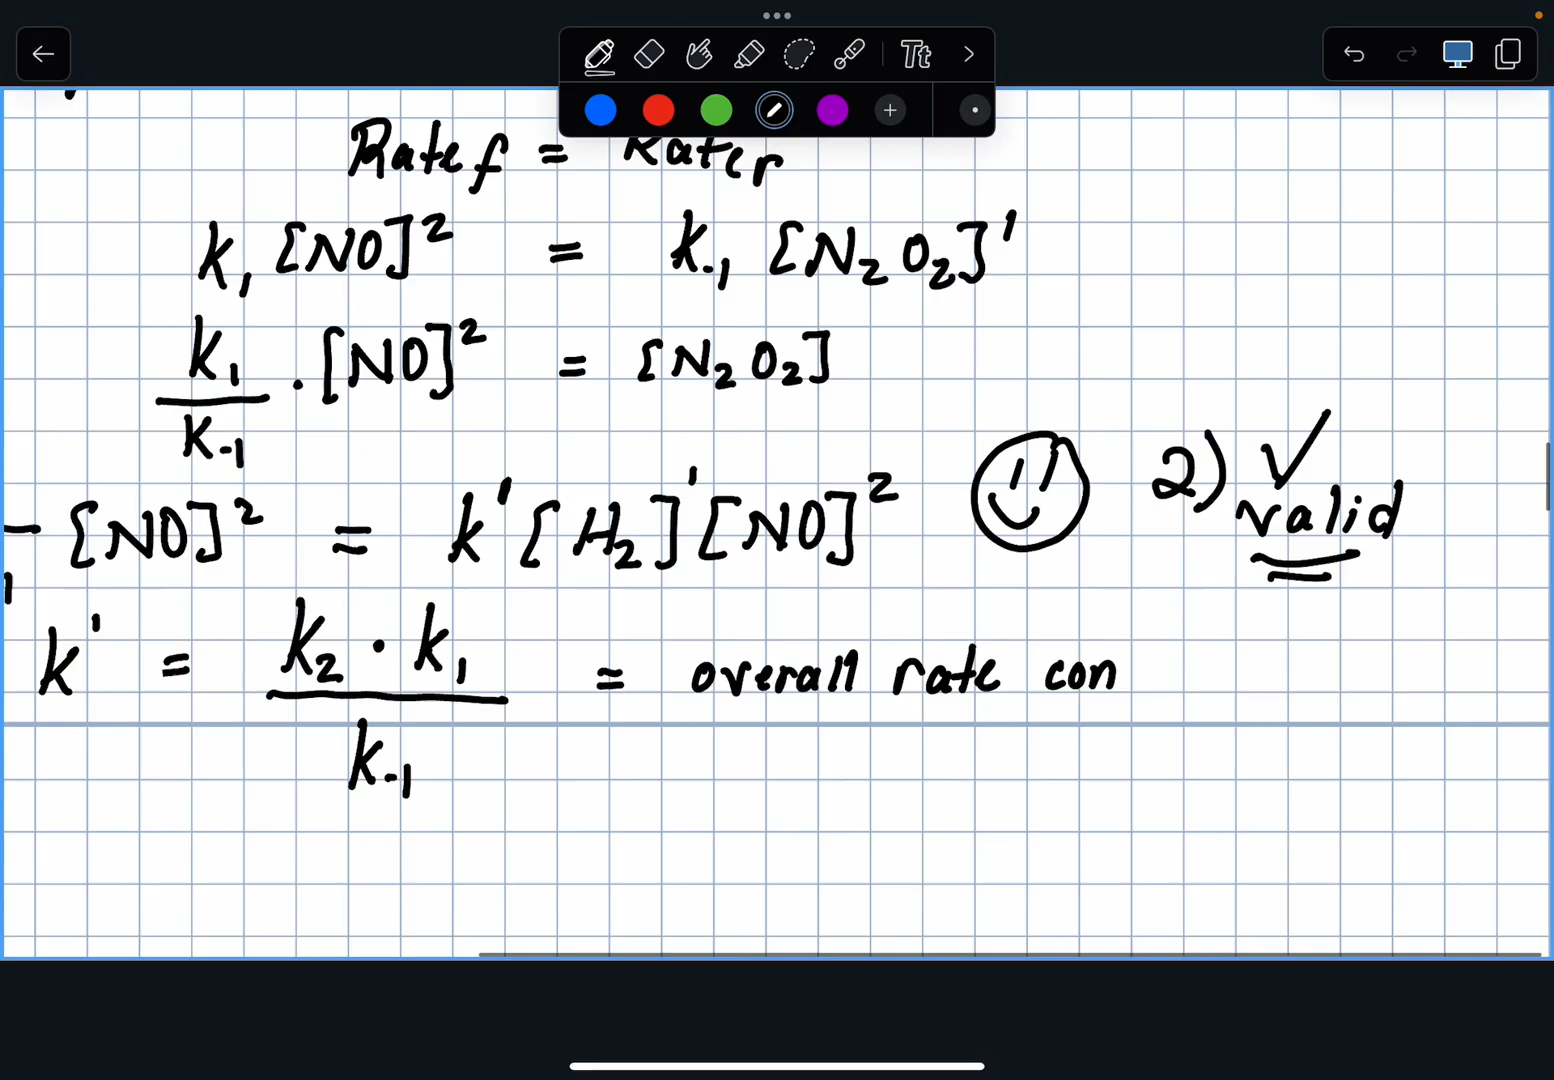 Tt
Rate f = Rate r
k₁ [NO]² = k₋₁ [N₂O₂]¹
k₁/k₋₁ · [NO]² = [N₂O₂]
[NO]² = k'[H₂]¹[NO]² 2) ✓ valid
k' = k₂ · k₁ / k₋₁ = overall rate con